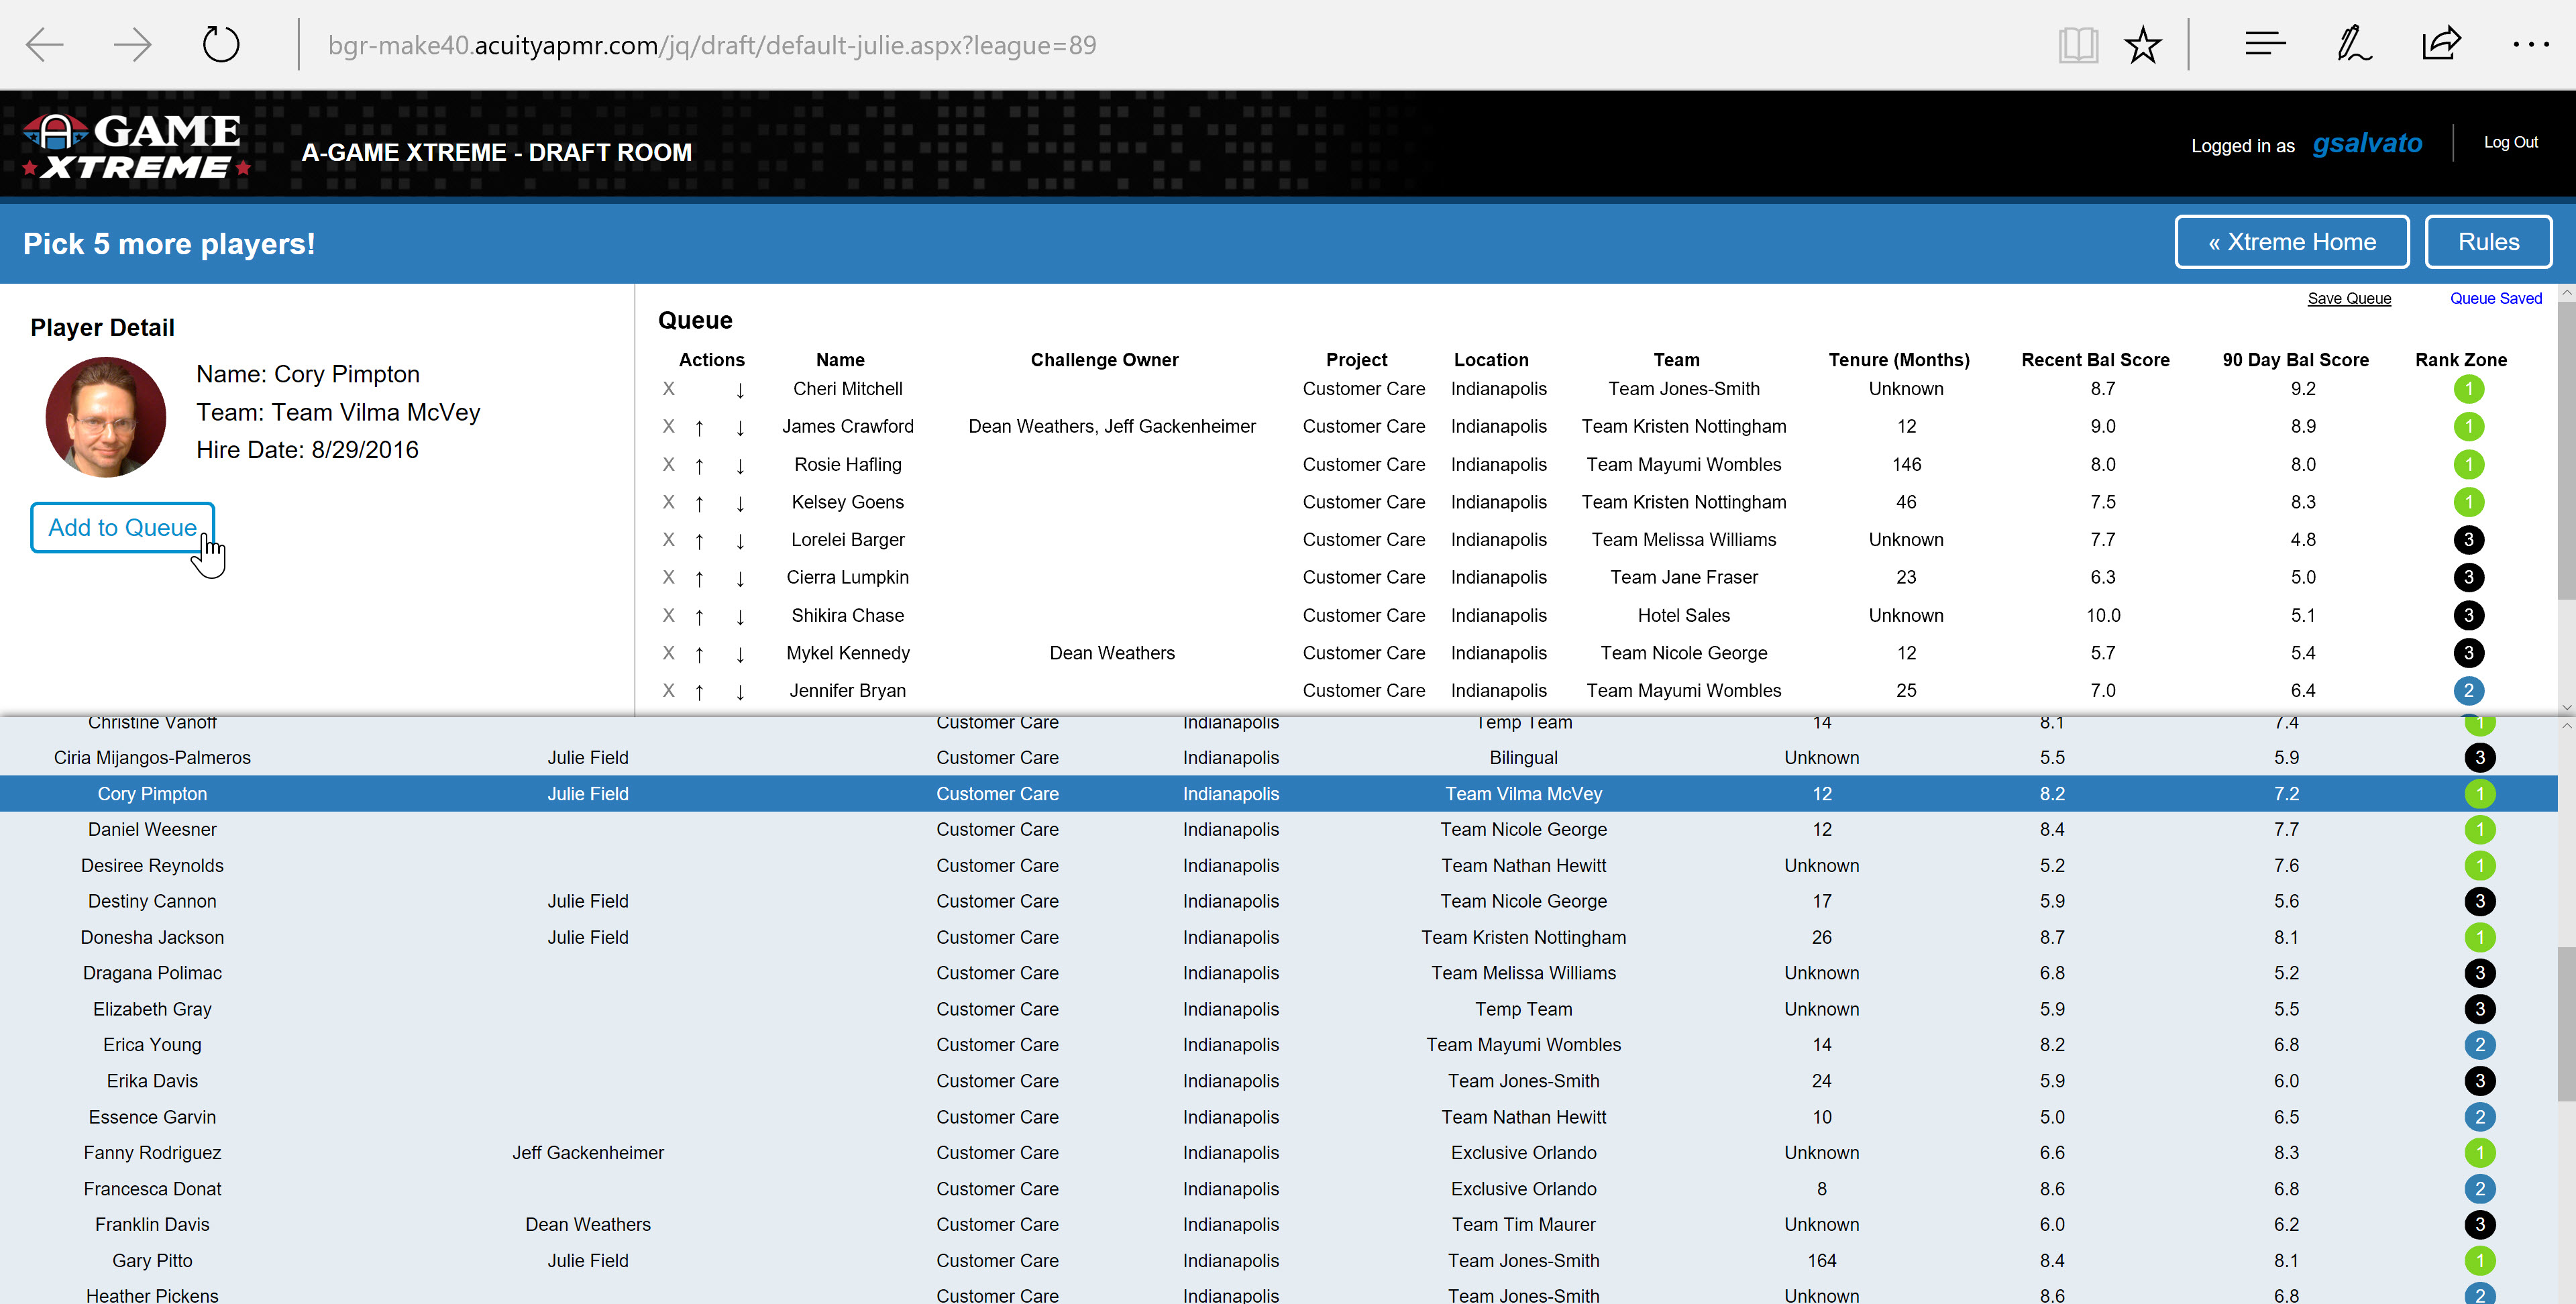 bgr-make40.acuityapmr.com/jq/draft/default-julie.aspx?league=89
A GAME
XTREME
A-GAME XTREME - DRAFT ROOM
Logged in as gsalvato
Log Out
Pick 5 more players!
« Xtreme Home
Rules
Player Detail
Name: Cory Pimpton
Team: Team Vilma McVey
Hire Date: 8/29/2016
Add to Queue
Save Queue Queue Saved
Queue
Actions Name Challenge Owner Project Location Team Tenure (Months) Recent Bal Score 90 Day Bal Score Rank Zone
X ↓ Cheri Mitchell Customer Care Indianapolis Team Jones-Smith Unknown 8.7 9.2 1
X ↑ ↓ James Crawford Dean Weathers, Jeff Gackenheimer Customer Care Indianapolis Team Kristen Nottingham 12 9.0 8.9 1
X ↑ ↓ Rosie Hafling Customer Care Indianapolis Team Mayumi Wombles 146 8.0 8.0 1
X ↑ ↓ Kelsey Goens Customer Care Indianapolis Team Kristen Nottingham 46 7.5 8.3 1
X ↑ ↓ Lorelei Barger Customer Care Indianapolis Team Melissa Williams Unknown 7.7 4.8 3
X ↑ ↓ Cierra Lumpkin Customer Care Indianapolis Team Jane Fraser 23 6.3 5.0 3
X ↑ ↓ Shikira Chase Customer Care Indianapolis Hotel Sales Unknown 10.0 5.1 3
X ↑ ↓ Mykel Kennedy Dean Weathers Customer Care Indianapolis Team Nicole George 12 5.7 5.4 3
X ↑ ↓ Jennifer Bryan Customer Care Indianapolis Team Mayumi Wombles 25 7.0 6.4 2
Christine Vanoff Customer Care Indianapolis Temp Team 14 8.1 7.4 1
Ciria Mijangos-Palmeros Julie Field Customer Care Indianapolis Bilingual Unknown 5.5 5.9 3
Cory Pimpton Julie Field Customer Care Indianapolis Team Vilma McVey 12 8.2 7.2 1
Daniel Weesner Customer Care Indianapolis Team Nicole George 12 8.4 7.7 1
Desiree Reynolds Customer Care Indianapolis Team Nathan Hewitt Unknown 5.2 7.6 1
Destiny Cannon Julie Field Customer Care Indianapolis Team Nicole George 17 5.9 5.6 3
Donesha Jackson Julie Field Customer Care Indianapolis Team Kristen Nottingham 26 8.7 8.1 1
Dragana Polimac Customer Care Indianapolis Team Melissa Williams Unknown 6.8 5.2 3
Elizabeth Gray Customer Care Indianapolis Temp Team Unknown 5.9 5.5 3
Erica Young Customer Care Indianapolis Team Mayumi Wombles 14 8.2 6.8 2
Erika Davis Customer Care Indianapolis Team Jones-Smith 24 5.9 6.0 3
Essence Garvin Customer Care Indianapolis Team Nathan Hewitt 10 5.0 6.5 2
Fanny Rodriguez Jeff Gackenheimer Customer Care Indianapolis Exclusive Orlando Unknown 6.6 8.3 1
Francesca Donat Customer Care Indianapolis Exclusive Orlando 8 8.6 6.8 2
Franklin Davis Dean Weathers Customer Care Indianapolis Team Tim Maurer Unknown 6.0 6.2 3
Gary Pitto Julie Field Customer Care Indianapolis Team Jones-Smith 164 8.4 8.1 1
Heather Pickens Customer Care Indianapolis Team Jones-Smith Unknown 8.6 6.8 2